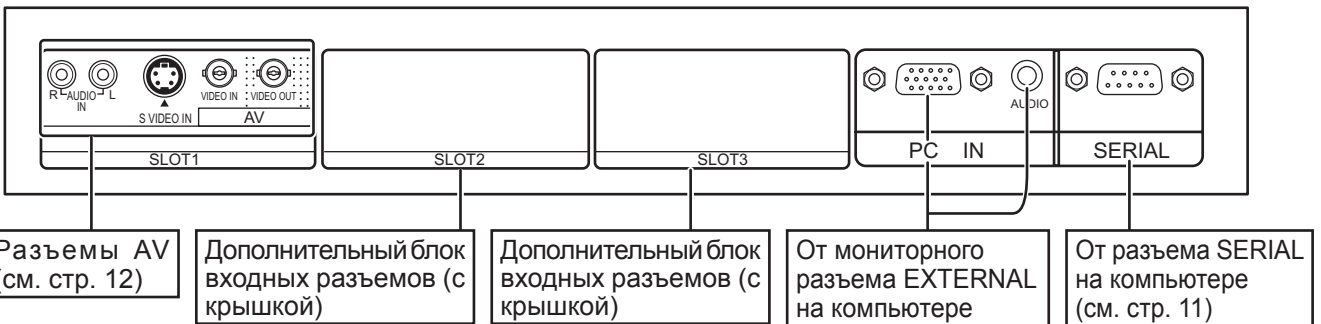 R AUDIO L
IN
S VIDEO IN
VIDEO IN
VIDEO OUT
AV
AUDIO
SLOT1
SLOT2
SLOT3
PC IN
SERIAL
Разъемы AV
(см. стр. 12)
Дополнительный блок
входных разъемов (с
крышкой)
Дополнительный блок
входных разъемов (с
крышкой)
От мониторного
разъема EXTERNAL
на компьютере
От разъема SERIAL
на компьютере
(см. стр. 11)